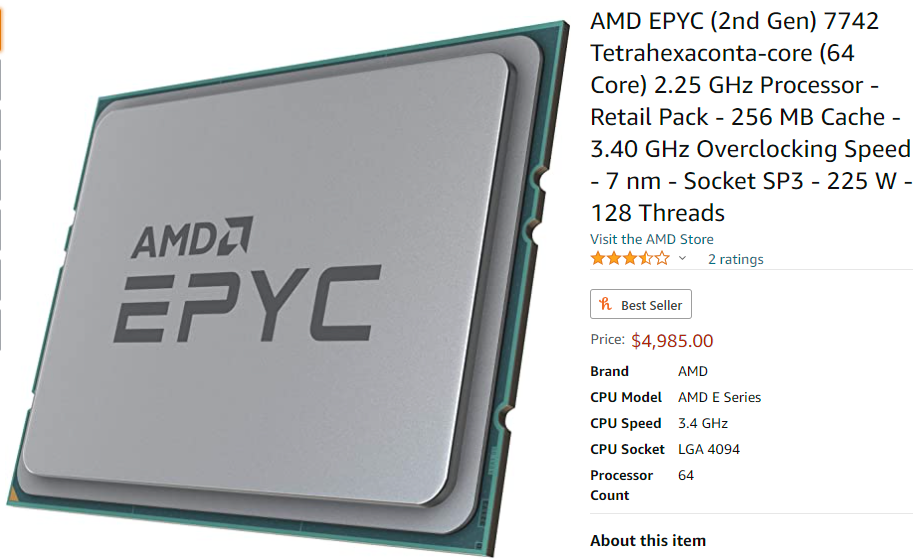 AMD
EPYC
AMD EPYC (2nd Gen) 7742
Tetrahexaconta-core (64
Core) 2.25 GHz Processor -
Retail Pack - 256 MB Cache -
3.40 GHz Overclocking Speed
- 7 nm - Socket SP3 - 225 W -
128 Threads
Visit the AMD Store
2 ratings
Best Seller
Price: $4,985.00
Brand AMD
CPU Model AMD E Series
CPU Speed 3.4 GHz
CPU Socket LGA 4094
Processor 64
Count
About this item